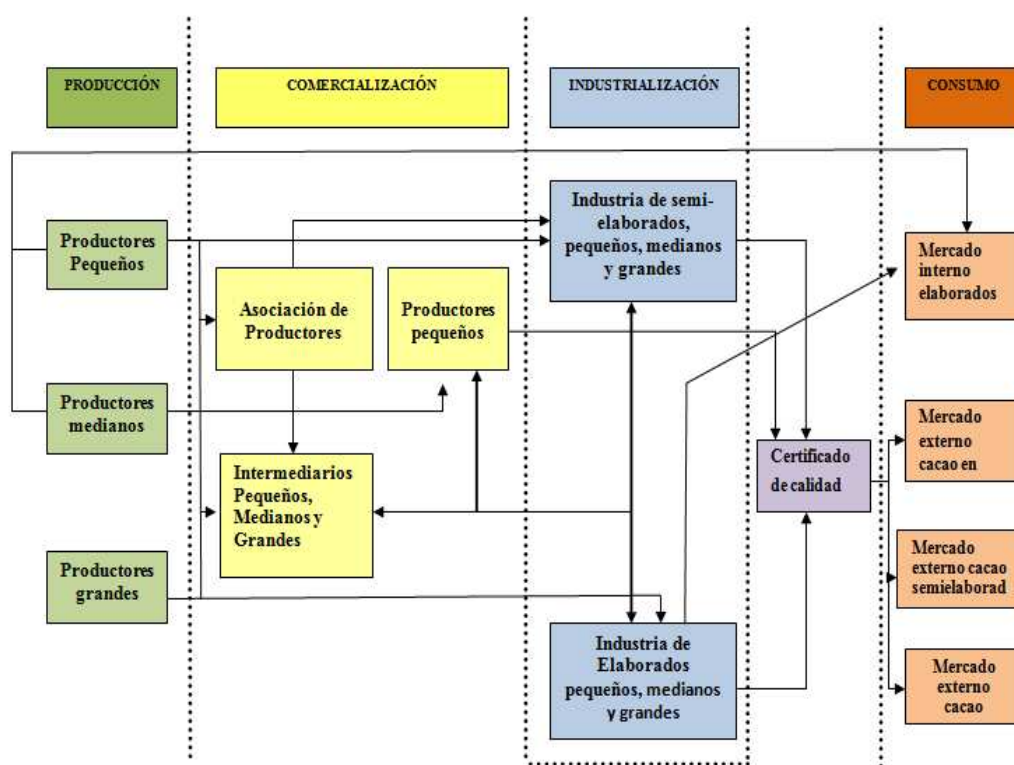 PRODUCCIÓN
COMERCIALIZACIÓN
INDUSTRIALIZACIÓN
CONSUMO
Productores
Pequeños
Productores
medianos
Productores
grandes
Asociación de
Productores
Productores
pequeños
Intermediarios
Pequeños,
Medianos y
Grandes
Industria de semi-
elaborados,
pequeños, medianos
y grandes
Industria de
Elaborados
pequeños, medianos
y grandes
Certificado
de calidad
Mercado
interno
elaborados
Mercado
externo
cacao en
Mercado
externo cacao
semielaborad
Mercado
externo
cacao